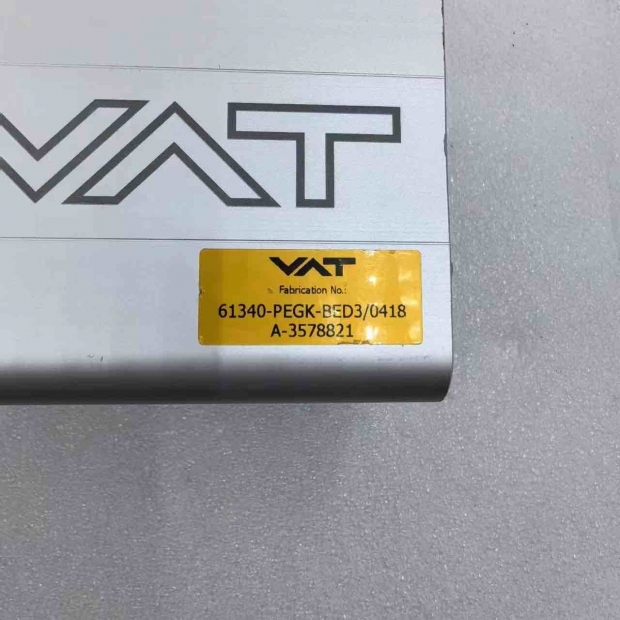 VAT
VAT
Fabrication No.:
61340-PEGK-BED3/0418
A-3578821